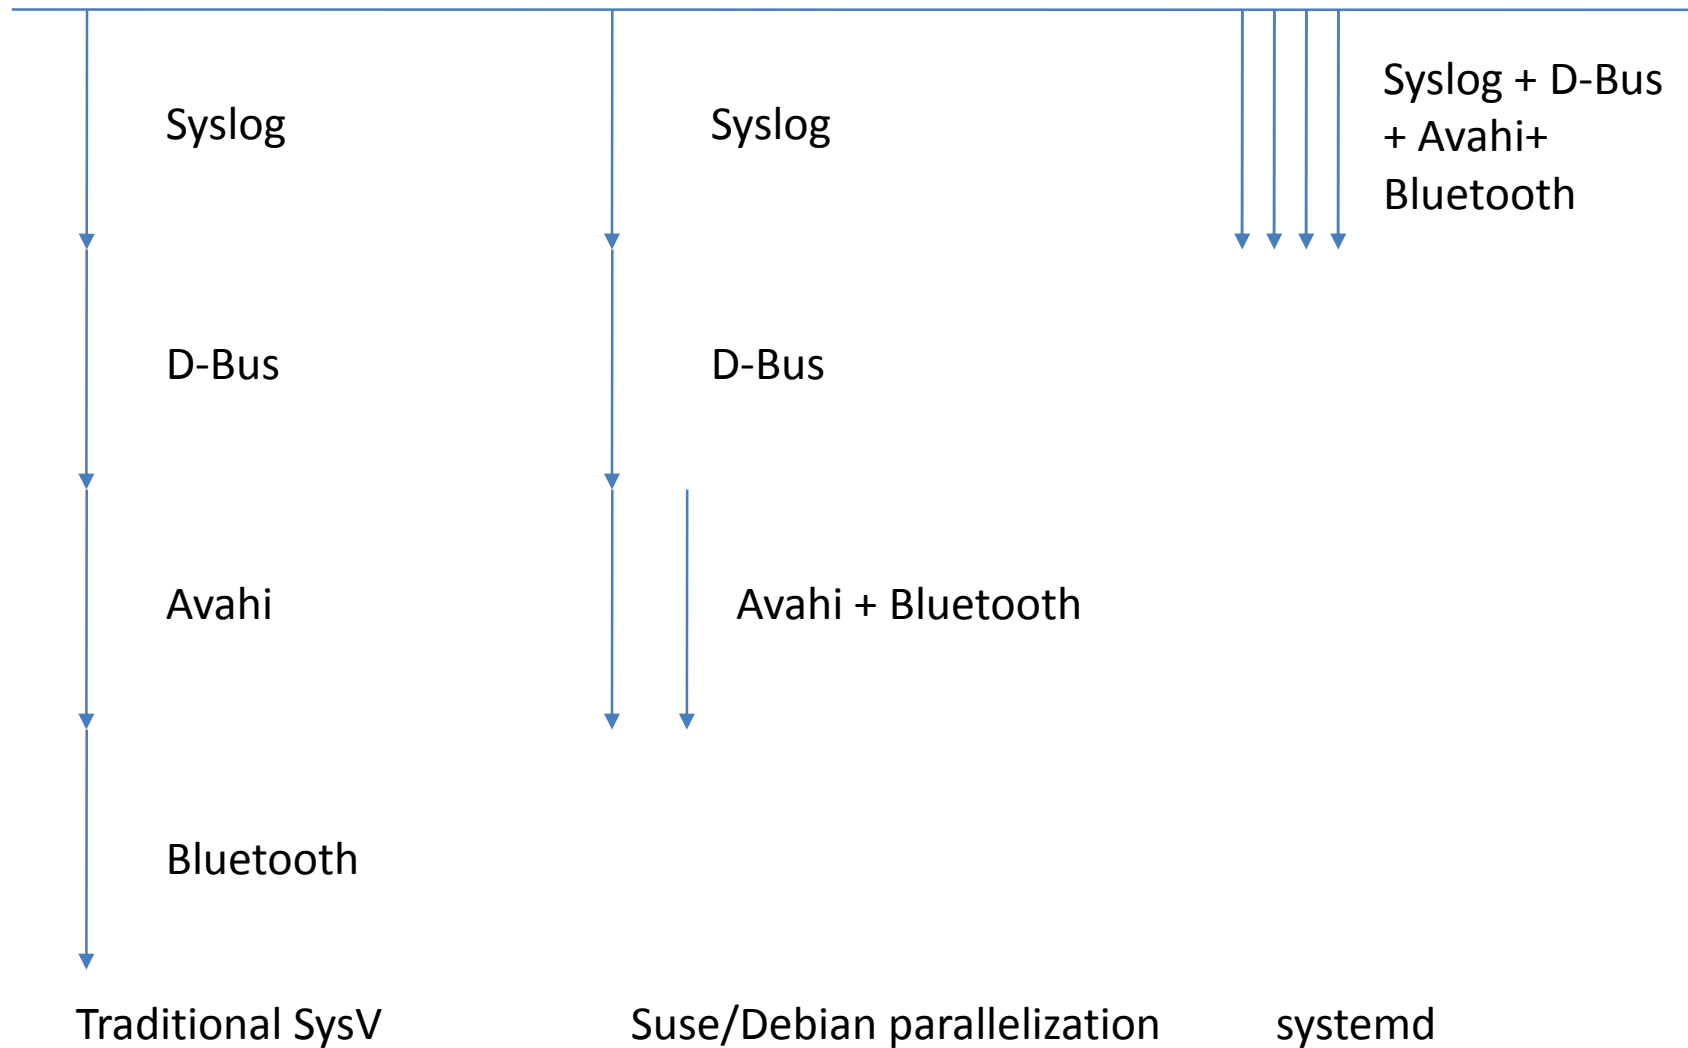 Syslog
D-Bus
Avahi
Bluetooth
Traditional SysV
Syslog
D-Bus
Avahi + Bluetooth
Suse/Debian parallelization
Syslog + D-Bus
+ Avahi+
Bluetooth
systemd